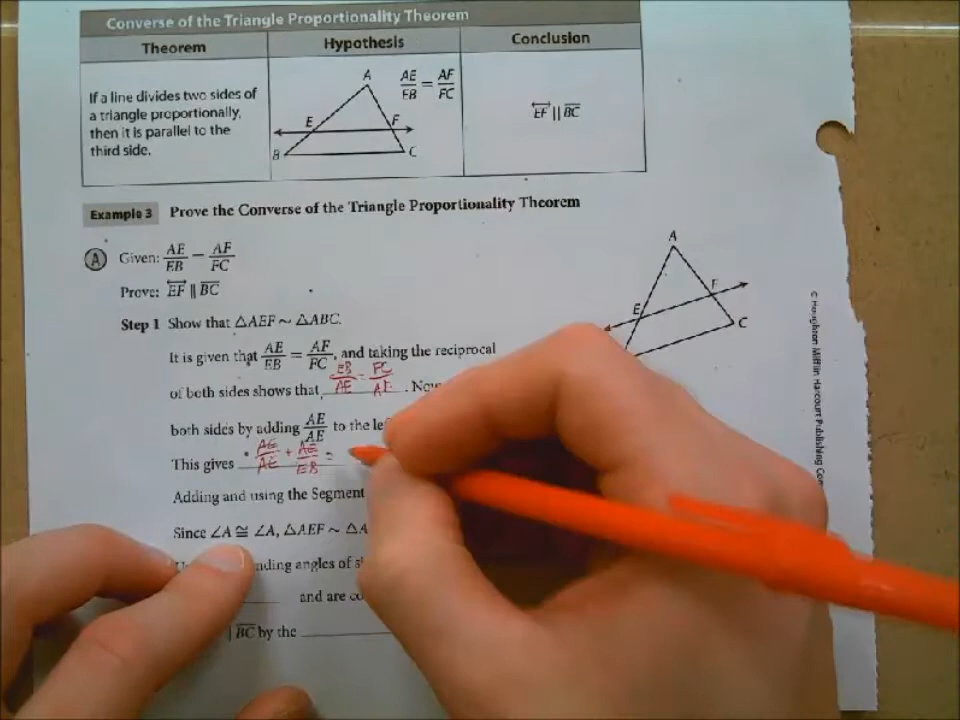 Converse of the Triangle Proportionality Theorem
Theorem Hypothesis Conclusion
If a line divides two sides of a triangle proportionally, then it is parallel to the third side.
A
AE/EB = AF/FC
E F
B C
EF || BC
Example 3 Prove the Converse of the Triangle Proportionality Theorem
A Given: AE/EB = AF/FC
Prove: EF || BC
A
F
E
C
Step 1 Show that △AEF ~ △ABC.
It is given that AE/EB = AF/FC, and taking the reciprocal
of both sides shows that EB/AE = FC/AF. Now
both sides by adding AE/AE to the
This gives AE/AE + AE/EB =
Adding and using the Segment
Since ∠A ≅ ∠A, △AEF ~
angles of
and are
|| BC by the
© Houghton Mifflin Harcourt Publishing